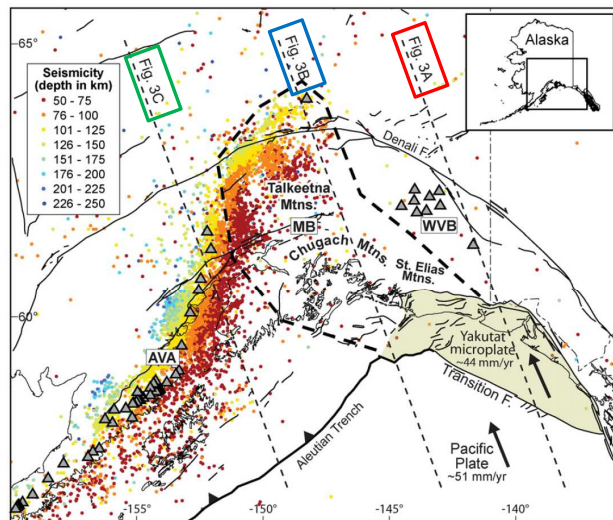 65°
Fig. 3C
Fig. 3B
Fig. 3A
Alaska
Seismicity
(depth in km)
50 - 75
76 - 100
101 - 125
126 - 150
151 - 175
176 - 200
201 - 225
226 - 250
Denali F.
Talkeetna
Mtns.
MB
WVB
Chugach Mtns.
St. Elias
Mtns.
60
AVA
Yakutat
microplate
~44 mm/yr
Transition F.
Aleutian Trench
Pacific
Plate
~51 mm/yr
-155
-150
-145
-140°